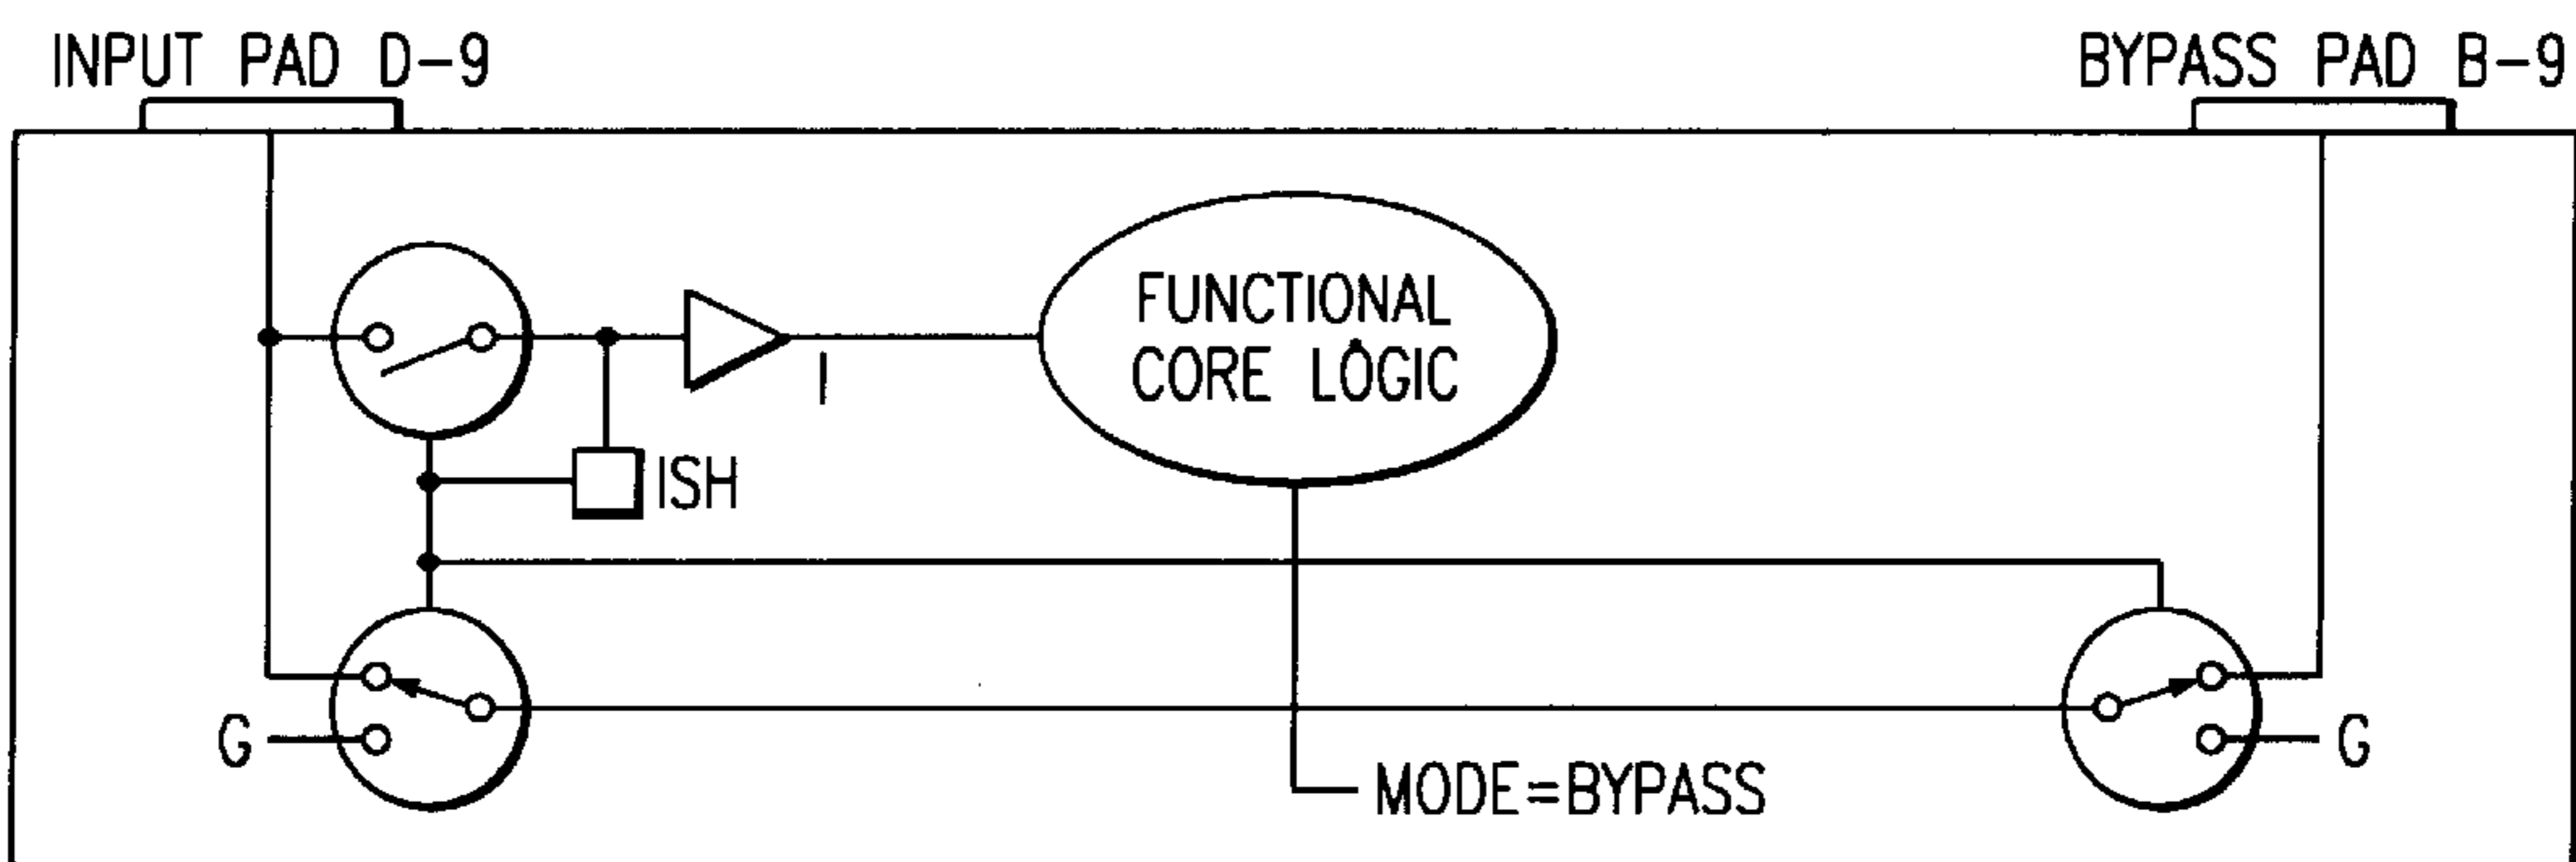 INPUT PAD D-9
BYPASS PAD B-9
FUNCTIONAL
CORE LOGIC
I
ISH
G
G
MODE=BYPASS